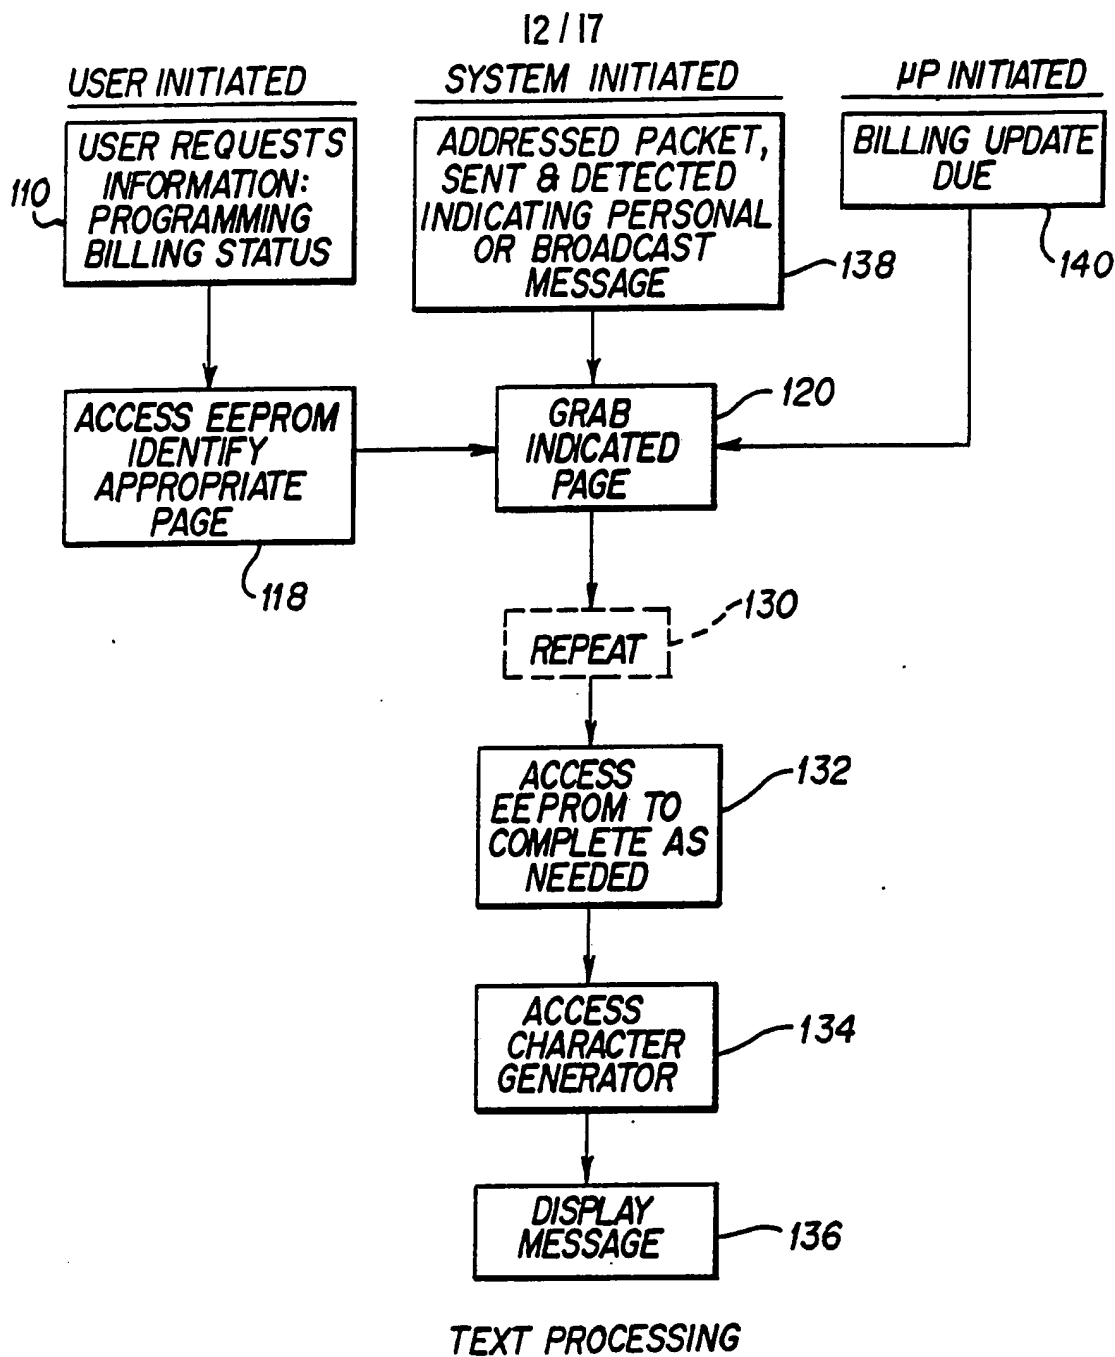 12/17
USER INITIATED
SYSTEM INITIATED
µP INITIATED
USER REQUESTS
INFORMATION:
PROGRAMMING
BILLING STATUS
110
ADDRESSED PACKET,
SENT & DETECTED
INDICATING PERSONAL
OR BROADCAST
MESSAGE
138
BILLING UPDATE
DUE
140
ACCESS EEPROM
IDENTIFY
APPROPRIATE
PAGE
118
GRAB
INDICATED
PAGE
120
REPEAT
130
ACCESS
EEPROM TO
COMPLETE AS
NEEDED
132
ACCESS
CHARACTER
GENERATOR
134
DISPLAY
MESSAGE
136
TEXT PROCESSING